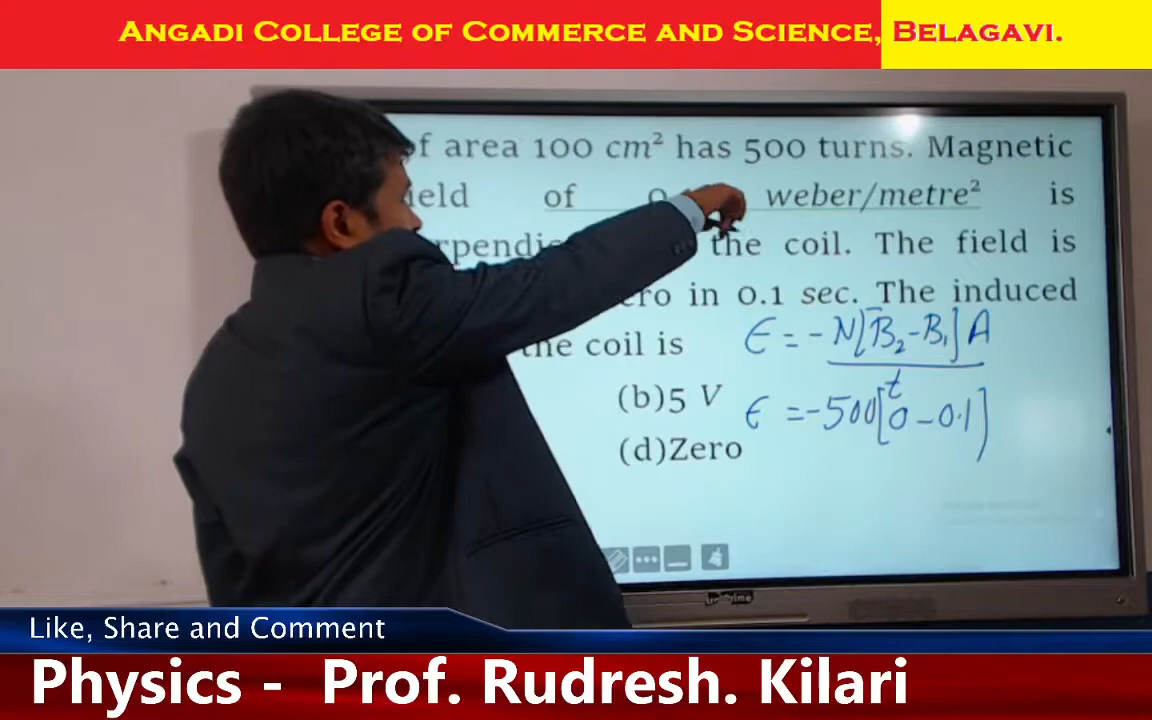 ANGADI COLLEGE OF COMMERCE AND SCIENCE, BELAGAVI.
of area 100 cm² has 500 turns. Magnetic
of weber/metre² is
the coil. The field is
in 0.1 sec. The induced
the coil is
ϵ = - N[B₂-B₁]A
t
(b)5 V
ϵ = -500[0 - 0.1]
(d)Zero
Like, Share and Comment
Physics - Prof. Rudresh. Kilari